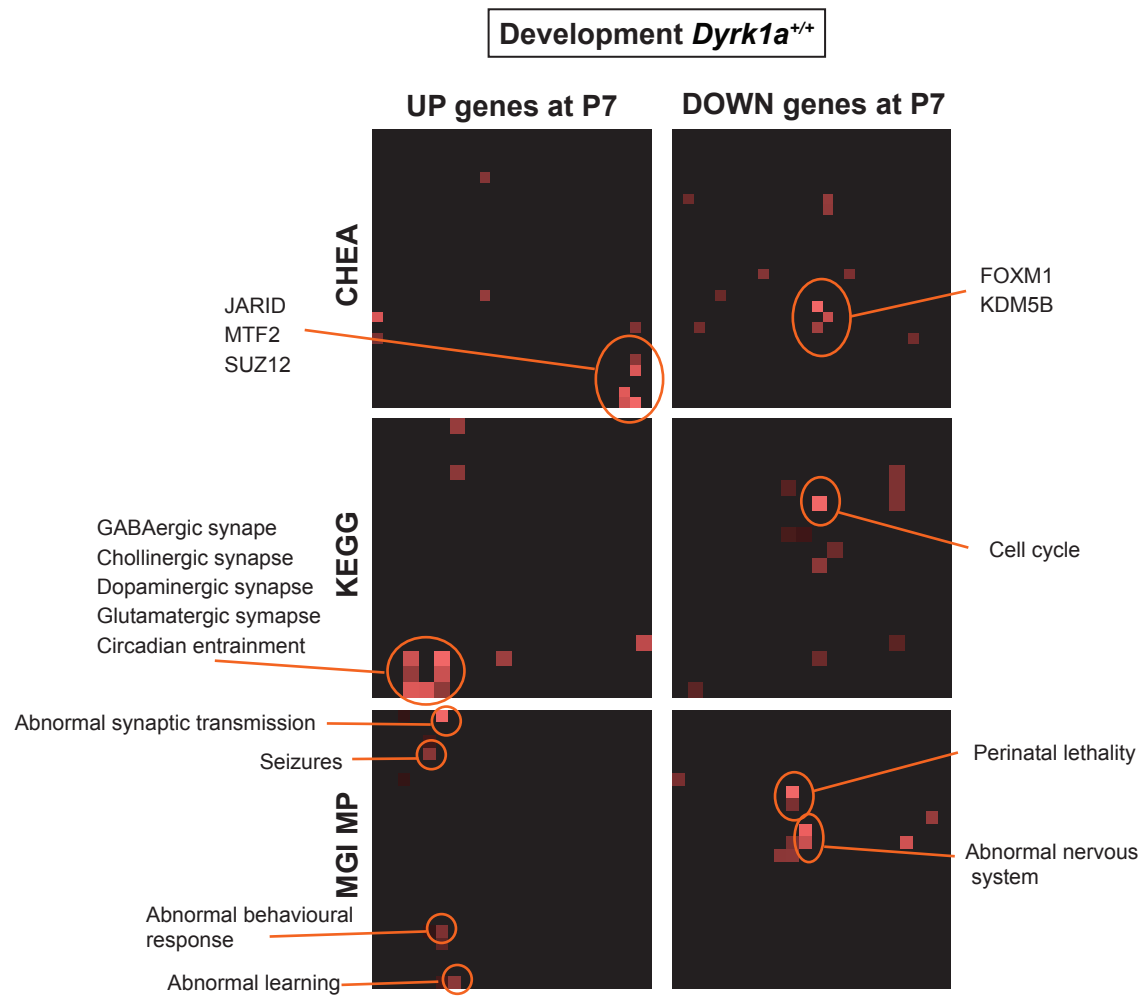 Development Dyrk1a+/+
UP genes at P7
DOWN genes at P7
CHEA
JARID
MTF2
SUZ12
FOXM1
KDM5B
KEGG
GABAergic synape
Chollinergic synapse
Dopaminergic synapse
Glutamatergic symapse
Circadian entrainment
Cell cycle
MGI MP
Abnormal synaptic transmission
Seizures
Abnormal behavioural
response
Abnormal learning
Perinatal lethality
Abnormal nervous
system